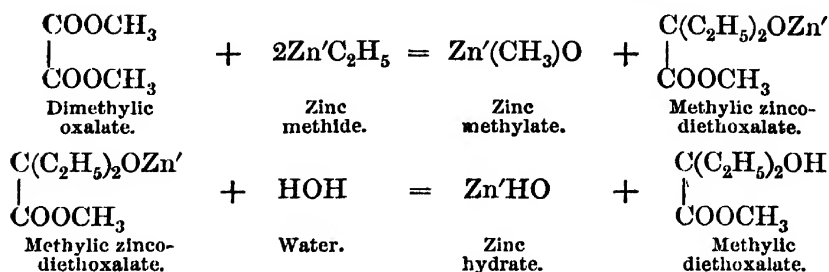 COOCH₃
|
COOCH₃
Dimethylic
oxalate.
+
2Zn'C₂H₅
Zinc
methide.
=
Zn'(CH₃)O
Zinc
methylate.
+
C(C₂H₅)₂OZn'
|
COOCH₃
Methylic zinco-
diethoxalate.
C(C₂H₅)₂OZn'
|
COOCH₃
Methylic zinco-
diethoxalate.
+
HOH
Water.
=
Zn'HO
Zinc
hydrate.
+
C(C₂H₅)₂OH
|
COOCH₃
Methylic
diethoxalate.